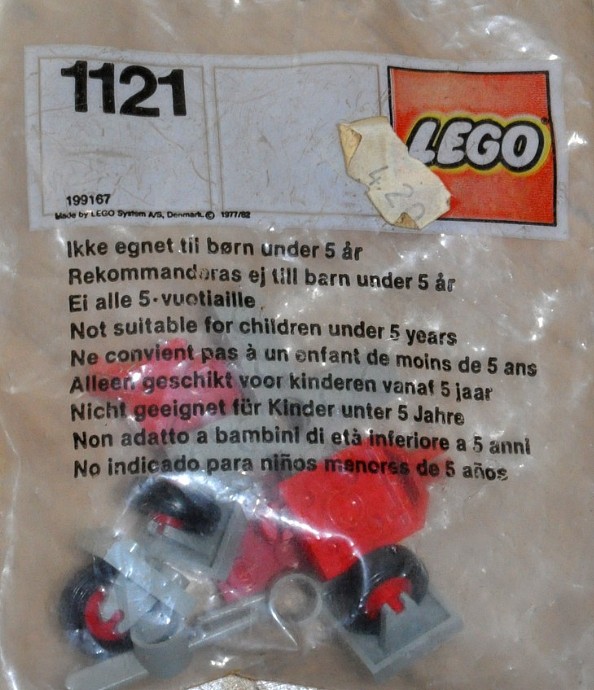 1121
LEGO
4.20
199167
Made by LEGO System A/S, Denmark. © 1977/82
Ikke egnet til børn under 5 år
Rekommanderas ej till barn under 5 år
Ei alle 5-vuotiaille
Not suitable for children under 5 years
Ne convient pas à un enfant de moins de 5 ans
Alleen geschikt voor kinderen vanaf 5 jaar
Nicht geeignet für Kinder unter 5 Jahre
Non adatto a bambini di età inferiore a 5 anni
No indicado para niños menores de 5 años